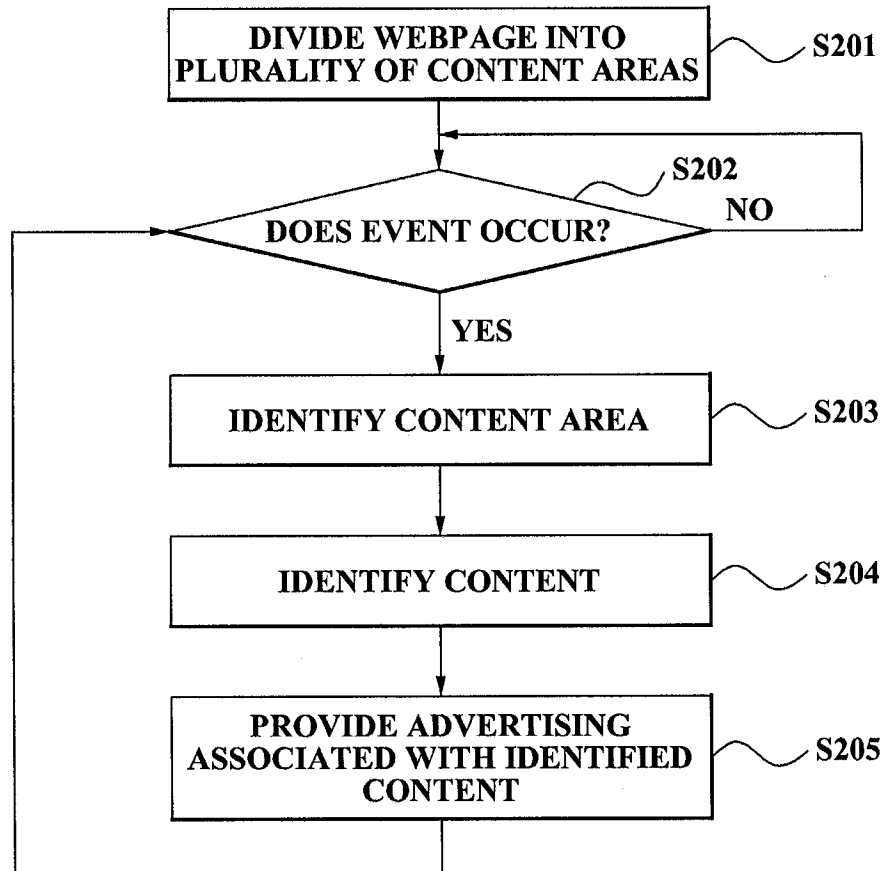 DIVIDE WEBPAGE INTO
PLURALITY OF CONTENT AREAS
S201
S202
DOES EVENT OCCUR?
NO
YES
IDENTIFY CONTENT AREA
S203
IDENTIFY CONTENT
S204
PROVIDE ADVERTISING
ASSOCIATED WITH IDENTIFIED
CONTENT
S205